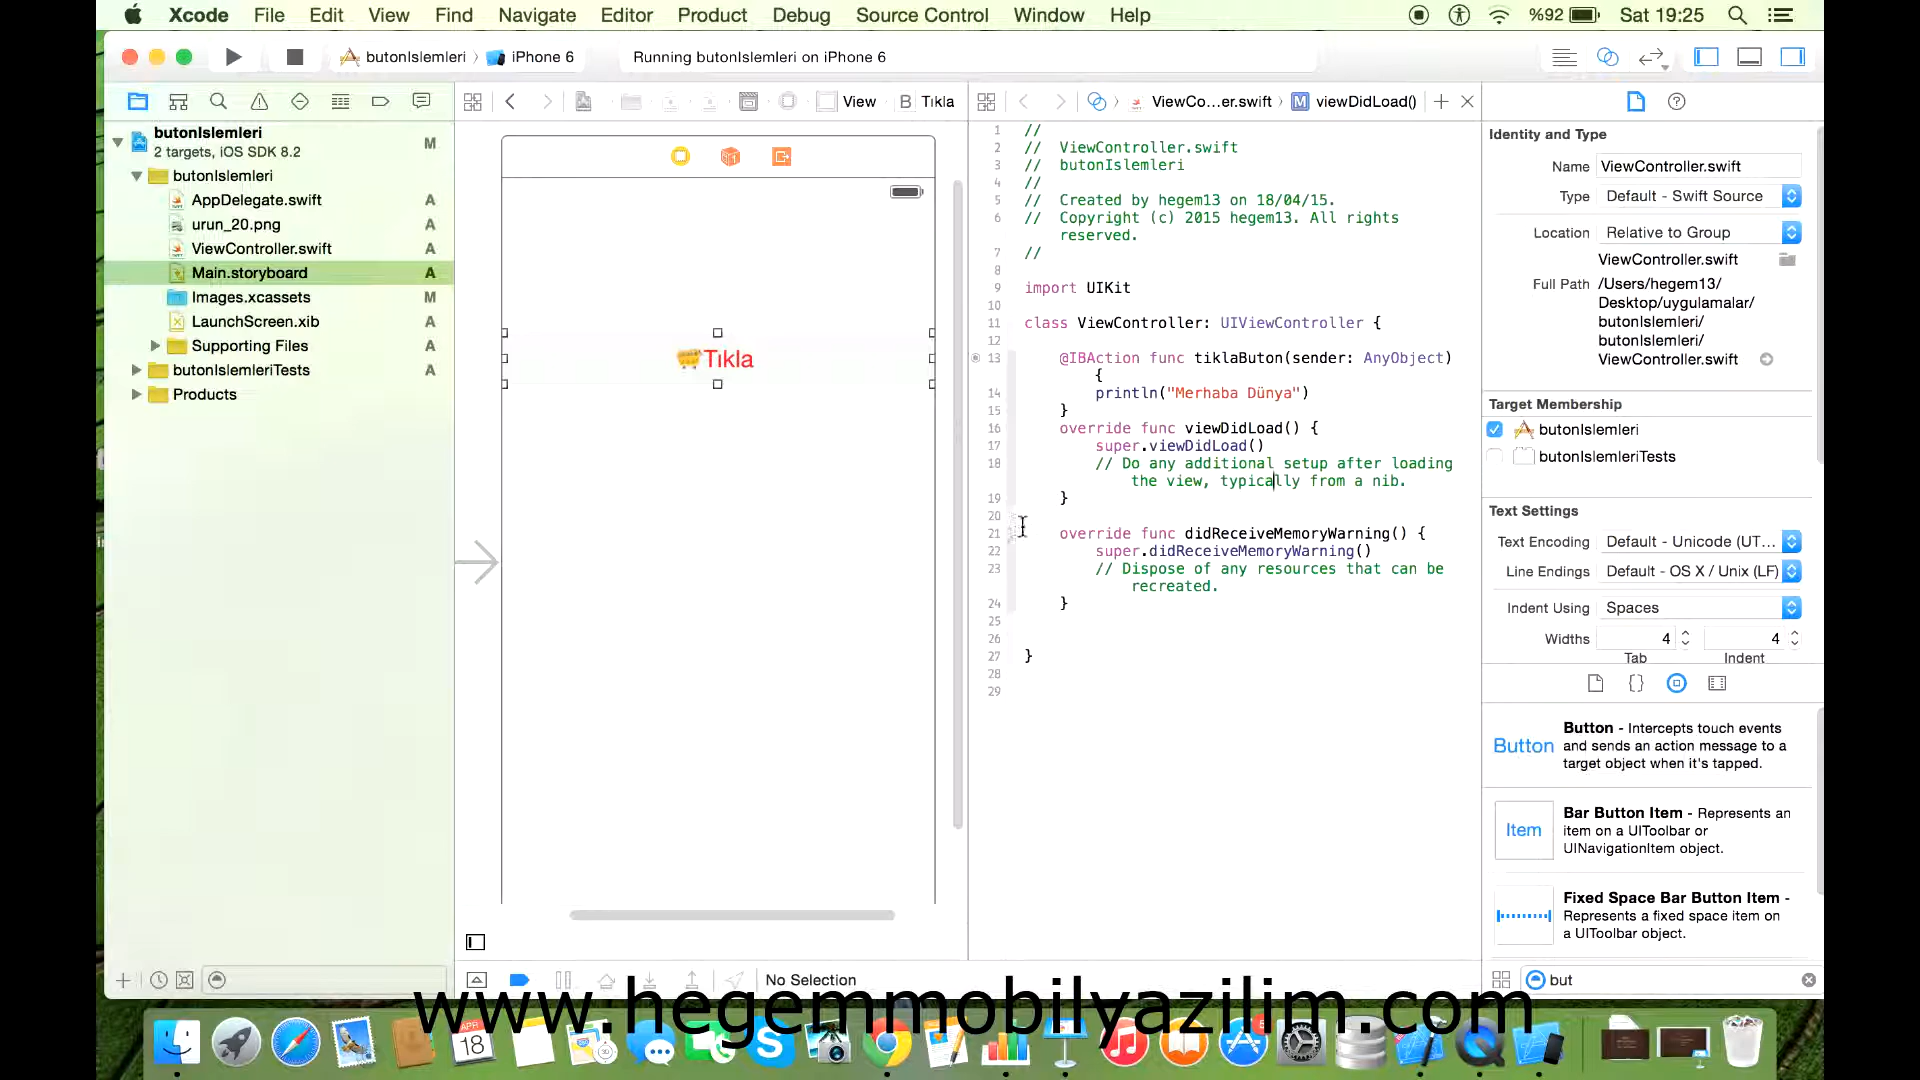 Xcode File Edit View Find Navigate Editor Product Debug Source Control Window Help %92 Sat 19:25
butonIslemleri iPhone 6 Running butonIslemleri on iPhone 6
View B Tıkla ViewCo...er.swift M viewDidLoad()
butonIslemleri M
2 targets, iOS SDK 8.2
butonIslemleri
AppDelegate.swift A
urun_20.png A
ViewController.swift A
Main.storyboard A
Images.xcassets M
LaunchScreen.xib A
Supporting Files A
butonIslemleriTests A
Products
Tıkla
1 //
2 // ViewController.swift
3 // butonIslemleri
4 //
5 // Created by hegem13 on 18/04/15.
6 // Copyright (c) 2015 hegem13. All rights
reserved.
7 //
8
9 import UIKit
10
11 class ViewController: UIViewController {
12
13 @IBAction func tiklaButon(sender: AnyObject)
{
14 println("Merhaba Dünya")
15 }
16 override func viewDidLoad() {
17 super.viewDidLoad()
18 // Do any additional setup after loading
the view, typically from a nib.
19 }
20
21 override func didReceiveMemoryWarning() {
22 super.didReceiveMemoryWarning()
23 // Dispose of any resources that can be
recreated.
24 }
25
26
27 }
28
29
Identity and Type
Name ViewController.swift
Type Default - Swift Source
Location Relative to Group
ViewController.swift
Full Path /Users/hegem13/
Desktop/uygulamalar/
butonIslemleri/
butonIslemleri/
ViewController.swift
Target Membership
butonIslemleri
butonIslemleriTests
Text Settings
Text Encoding Default - Unicode (UT...
Line Endings Default - OS X / Unix (LF)
Indent Using Spaces
Widths 4 4
Tab Indent
Button Button - Intercepts touch events
and sends an action message to a
target object when it's tapped.
Item Bar Button Item - Represents an
item on a UIToolbar or
UINavigationItem object.
Fixed Space Bar Button Item -
Represents a fixed space item on
a UIToolbar object.
No Selection
but
www.hegemmobilyazilim.com
APR
18